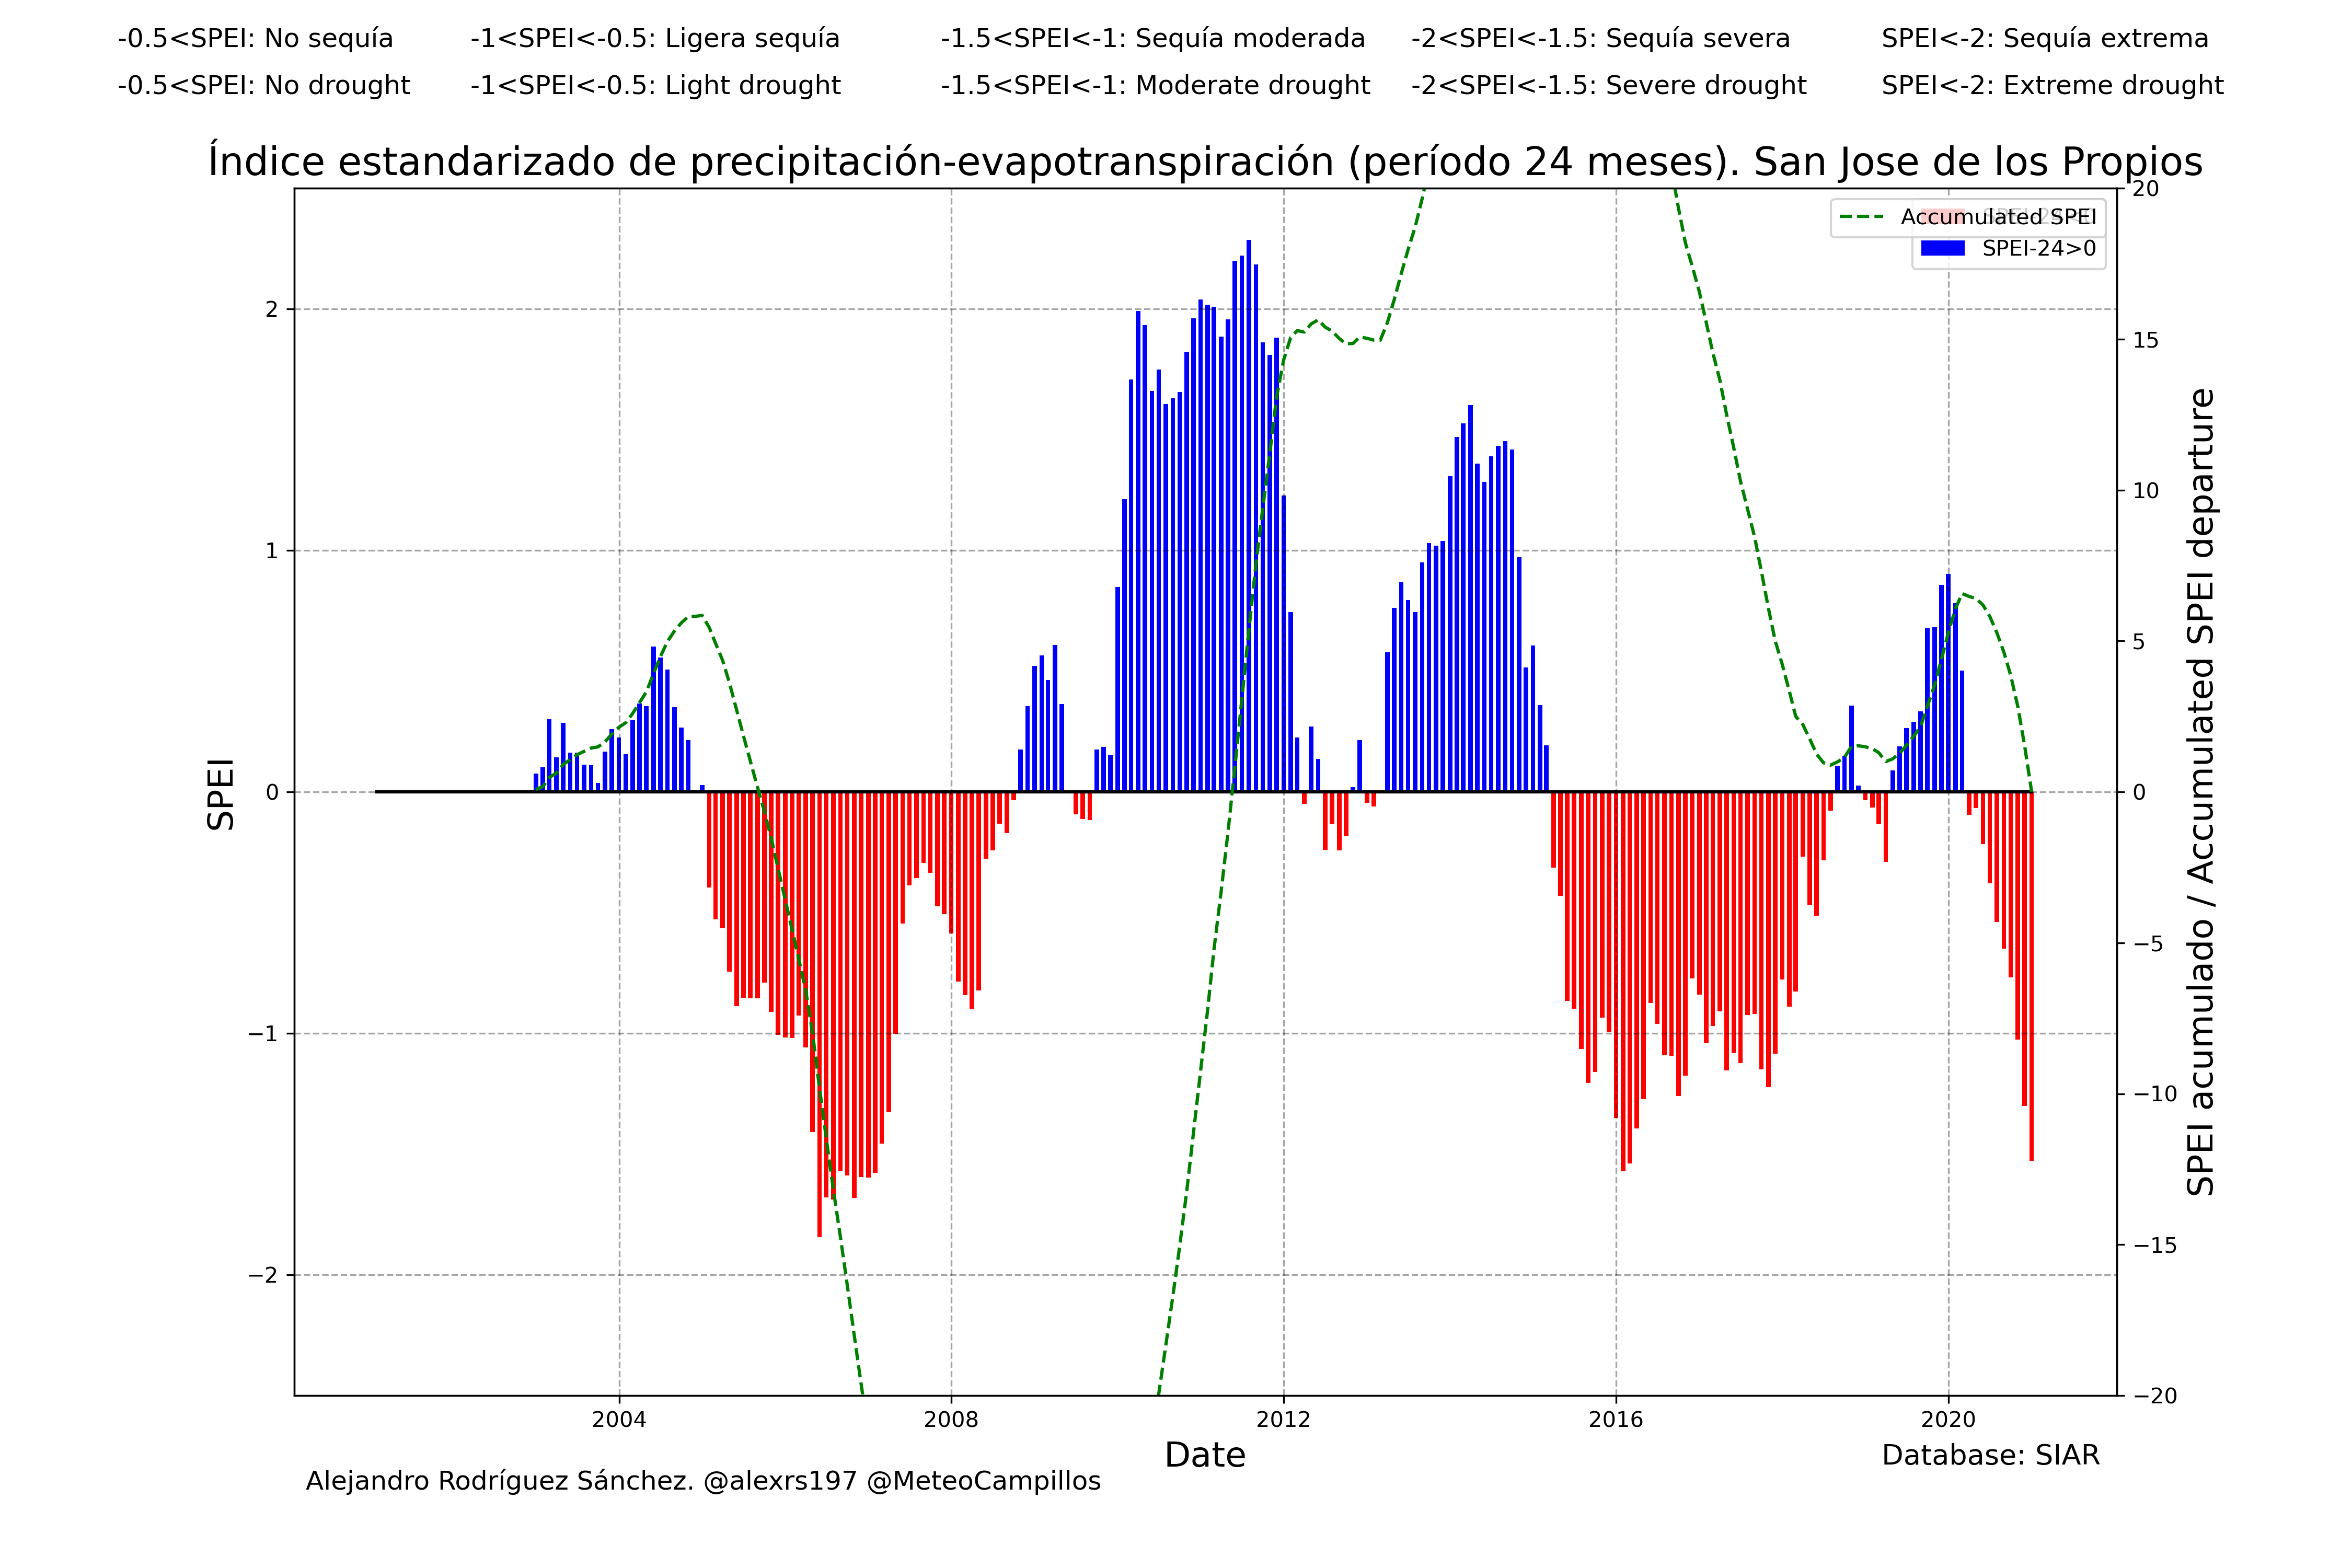 -0.5<SPEI: No sequía -1<SPEI<-0.5: Ligera sequía -1.5<SPEI<-1: Sequía moderada -2<SPEI<-1.5: Sequía severa SPEI<-2: Sequía extrema
-0.5<SPEI: No drought -1<SPEI<-0.5: Light drought -1.5<SPEI<-1: Moderate drought -2<SPEI<-1.5: Severe drought SPEI<-2: Extreme drought
Índice estandarizado de precipitación-evapotranspiración (período 24 meses). San Jose de los Propios
Accumulated SPEI
SPEI-24>0
SPEI
2
1
0
−1
−2
20
15
10
5
0
−5
−10
−15
−20
SPEI acumulado / Accumulated SPEI departure
2004 2008 2012 2016 2020
Date
Database: SIAR
Alejandro Rodríguez Sánchez. @alexrs197 @MeteoCampillos